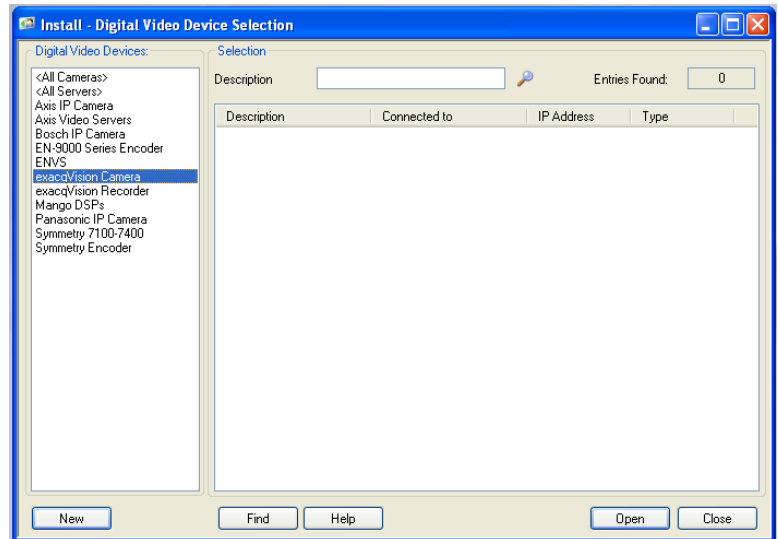 Install - Digital Video Device Selection
Digital Video Devices:
<All Cameras>
<All Servers>
Axis IP Camera
Axis Video Servers
Bosch IP Camera
EN-9000 Series Encoder
ENVS
exacqVision Camera
exacqVision Recorder
Mango DSPs
Panasonic IP Camera
Symmetry 7100-7400
Symmetry Encoder
New
Selection
Description
Entries Found: 0
Description Connected to IP Address Type
Find Help Open Close